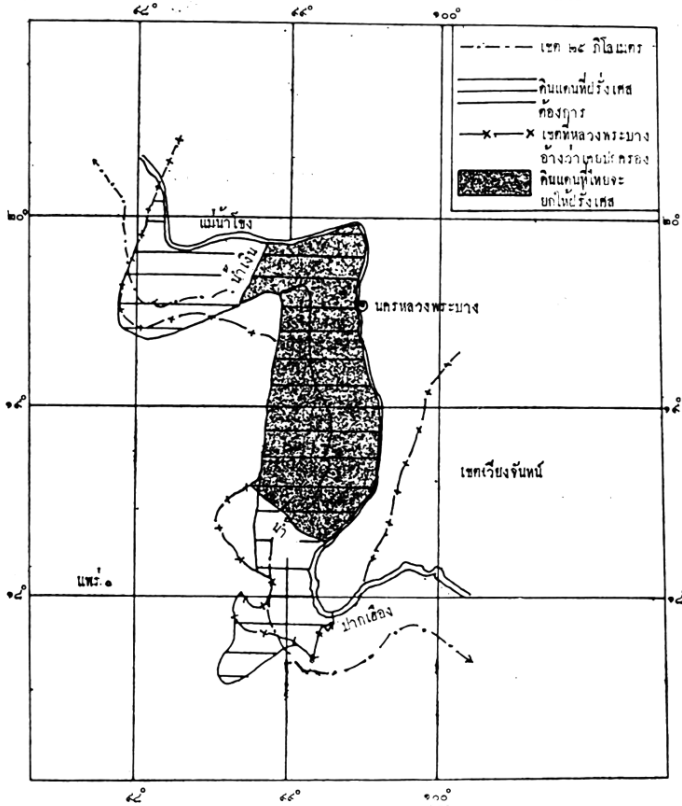 ๙๘° ๙๙° ๑๐๐°
เขต ๒๕ กิโลเมตร
ดินแดนที่ฝรั่งเศส
ต้องการ
เขตที่หลวงพระบาง
อ้างว่าเคยปกครอง
ดินแดนที่ไทยจะ
ยกให้ฝรั่งเศส
๒๐° ๒๐°
แม่น้ำโขง
น้ำเงิน
นครหลวงพระบาง
๑๙° ๑๙°
เขตเวียงจันทน์
แพร่
๑๘° ๑๘°
ปากเฮือง
๙๘° ๙๙° ๑๐๐°